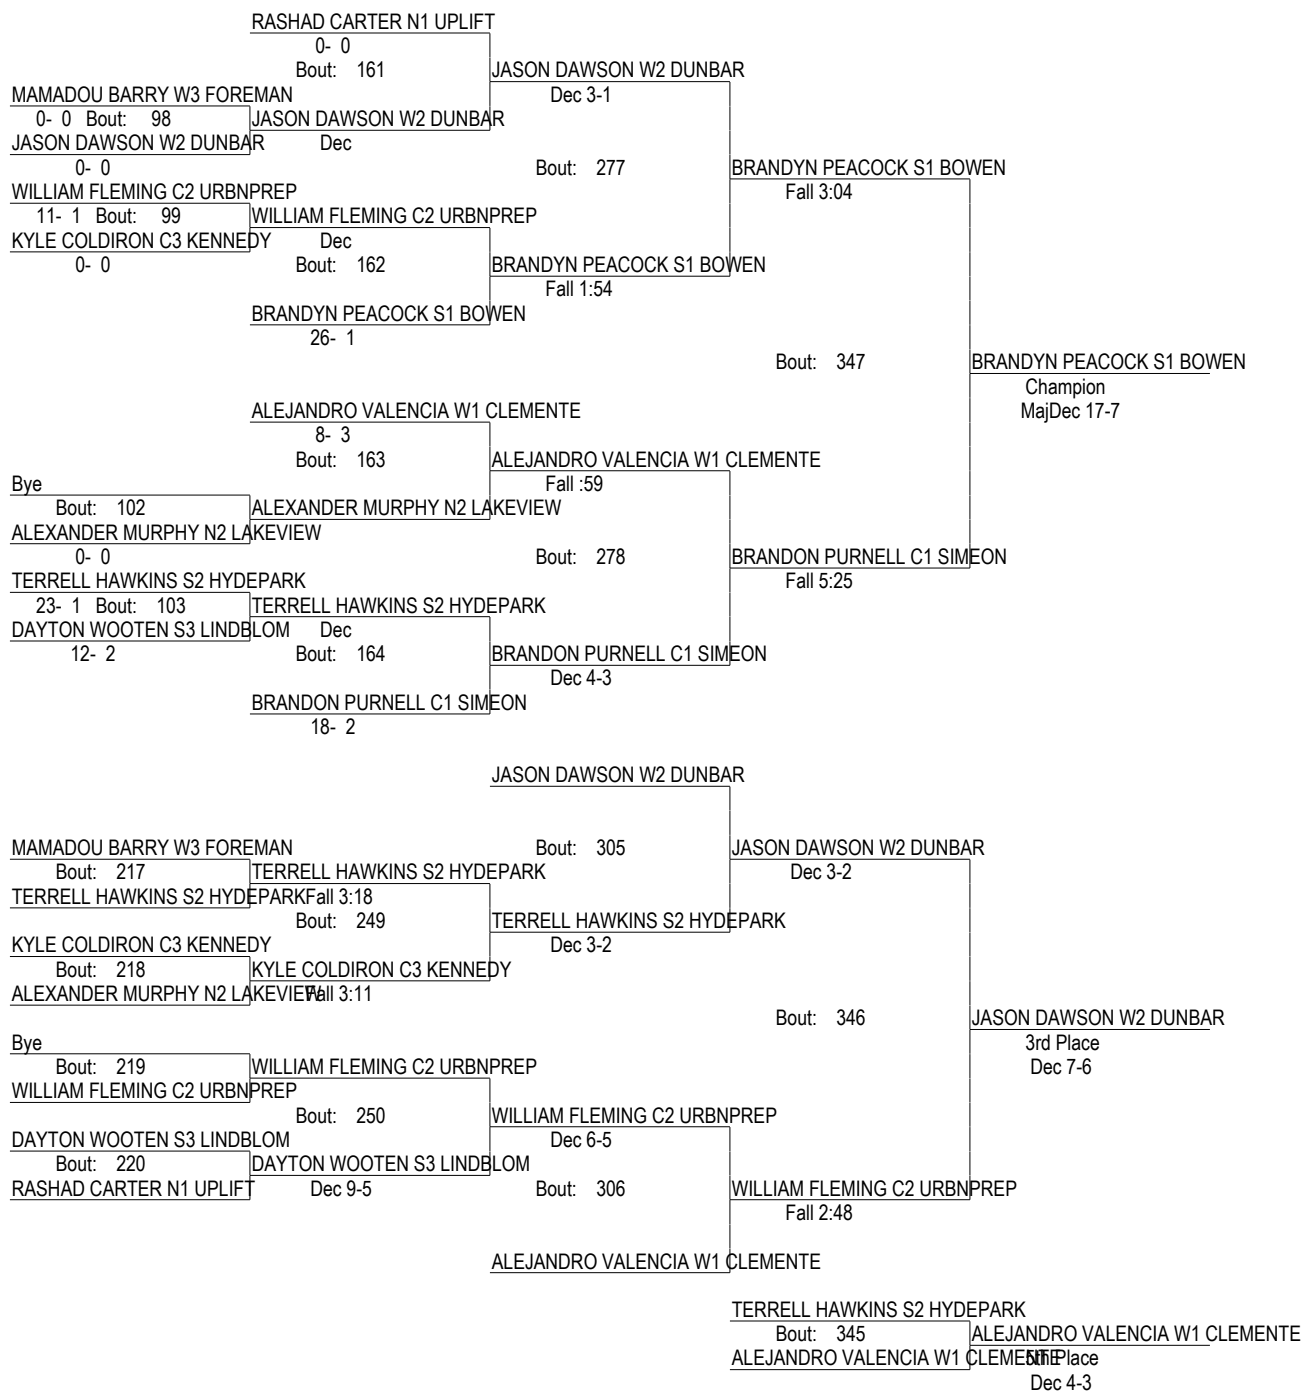 RASHAD CARTER N1 UPLIFT
0- 0
Bout: 161 JASON DAWSON W2 DUNBAR
MAMADOU BARRY W3 FOREMAN Dec 3-1
0- 0 Bout: 98 JASON DAWSON W2 DUNBAR
JASON DAWSON W2 DUNBAR Dec
0- 0 Bout: 277 BRANDYN PEACOCK S1 BOWEN
WILLIAM FLEMING C2 URBNPREP Fall 3:04
11- 1 Bout: 99 WILLIAM FLEMING C2 URBNPREP
KYLE COLDIRON C3 KENNEDY Dec
0- 0 Bout: 162 BRANDYN PEACOCK S1 BOWEN
Fall 1:54
BRANDYN PEACOCK S1 BOWEN
26- 1
Bout: 347 BRANDYN PEACOCK S1 BOWEN
Champion
ALEJANDRO VALENCIA W1 CLEMENTE MajDec 17-7
8- 3
Bout: 163 ALEJANDRO VALENCIA W1 CLEMENTE
Bye Fall :59
Bout: 102 ALEXANDER MURPHY N2 LAKEVIEW
ALEXANDER MURPHY N2 LAKEVIEW
0- 0 Bout: 278 BRANDON PURNELL C1 SIMEON
TERRELL HAWKINS S2 HYDEPARK Fall 5:25
23- 1 Bout: 103 TERRELL HAWKINS S2 HYDEPARK
DAYTON WOOTEN S3 LINDBLOM Dec
12- 2 Bout: 164 BRANDON PURNELL C1 SIMEON
Dec 4-3
BRANDON PURNELL C1 SIMEON
18- 2
JASON DAWSON W2 DUNBAR
MAMADOU BARRY W3 FOREMAN Bout: 305 JASON DAWSON W2 DUNBAR
Bout: 217 TERRELL HAWKINS S2 HYDEPARK Dec 3-2
TERRELL HAWKINS S2 HYDEPARK Fall 3:18
Bout: 249 TERRELL HAWKINS S2 HYDEPARK
KYLE COLDIRON C3 KENNEDY Dec 3-2
Bout: 218 KYLE COLDIRON C3 KENNEDY
ALEXANDER MURPHY N2 LAKEVIEW Fall 3:11
Bout: 346 JASON DAWSON W2 DUNBAR
Bye 3rd Place
Bout: 219 WILLIAM FLEMING C2 URBNPREP Dec 7-6
WILLIAM FLEMING C2 URBNPREP
Bout: 250 WILLIAM FLEMING C2 URBNPREP
DAYTON WOOTEN S3 LINDBLOM Dec 6-5
Bout: 220 DAYTON WOOTEN S3 LINDBLOM
RASHAD CARTER N1 UPLIFT Dec 9-5 Bout: 306 WILLIAM FLEMING C2 URBNPREP
Fall 2:48
ALEJANDRO VALENCIA W1 CLEMENTE
TERRELL HAWKINS S2 HYDEPARK
Bout: 345 ALEJANDRO VALENCIA W1 CLEMENTE
ALEJANDRO VALENCIA W1 CLEMENTE 5th Place
Dec 4-3